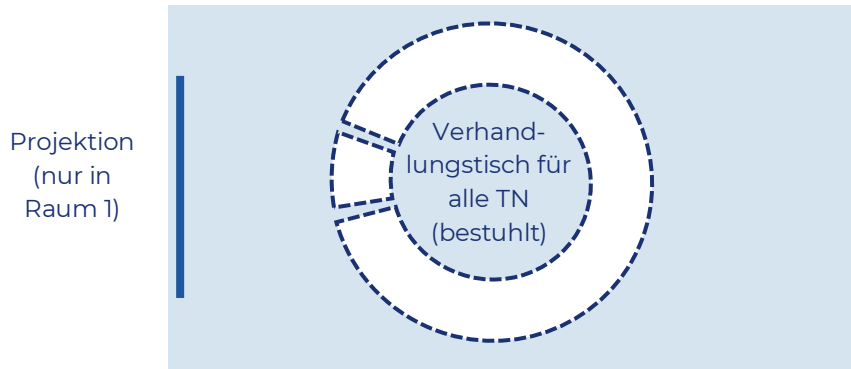 Projektion
(nur in
Raum 1)
Verhand-
lungstisch für
alle TN
(bestuhlt)